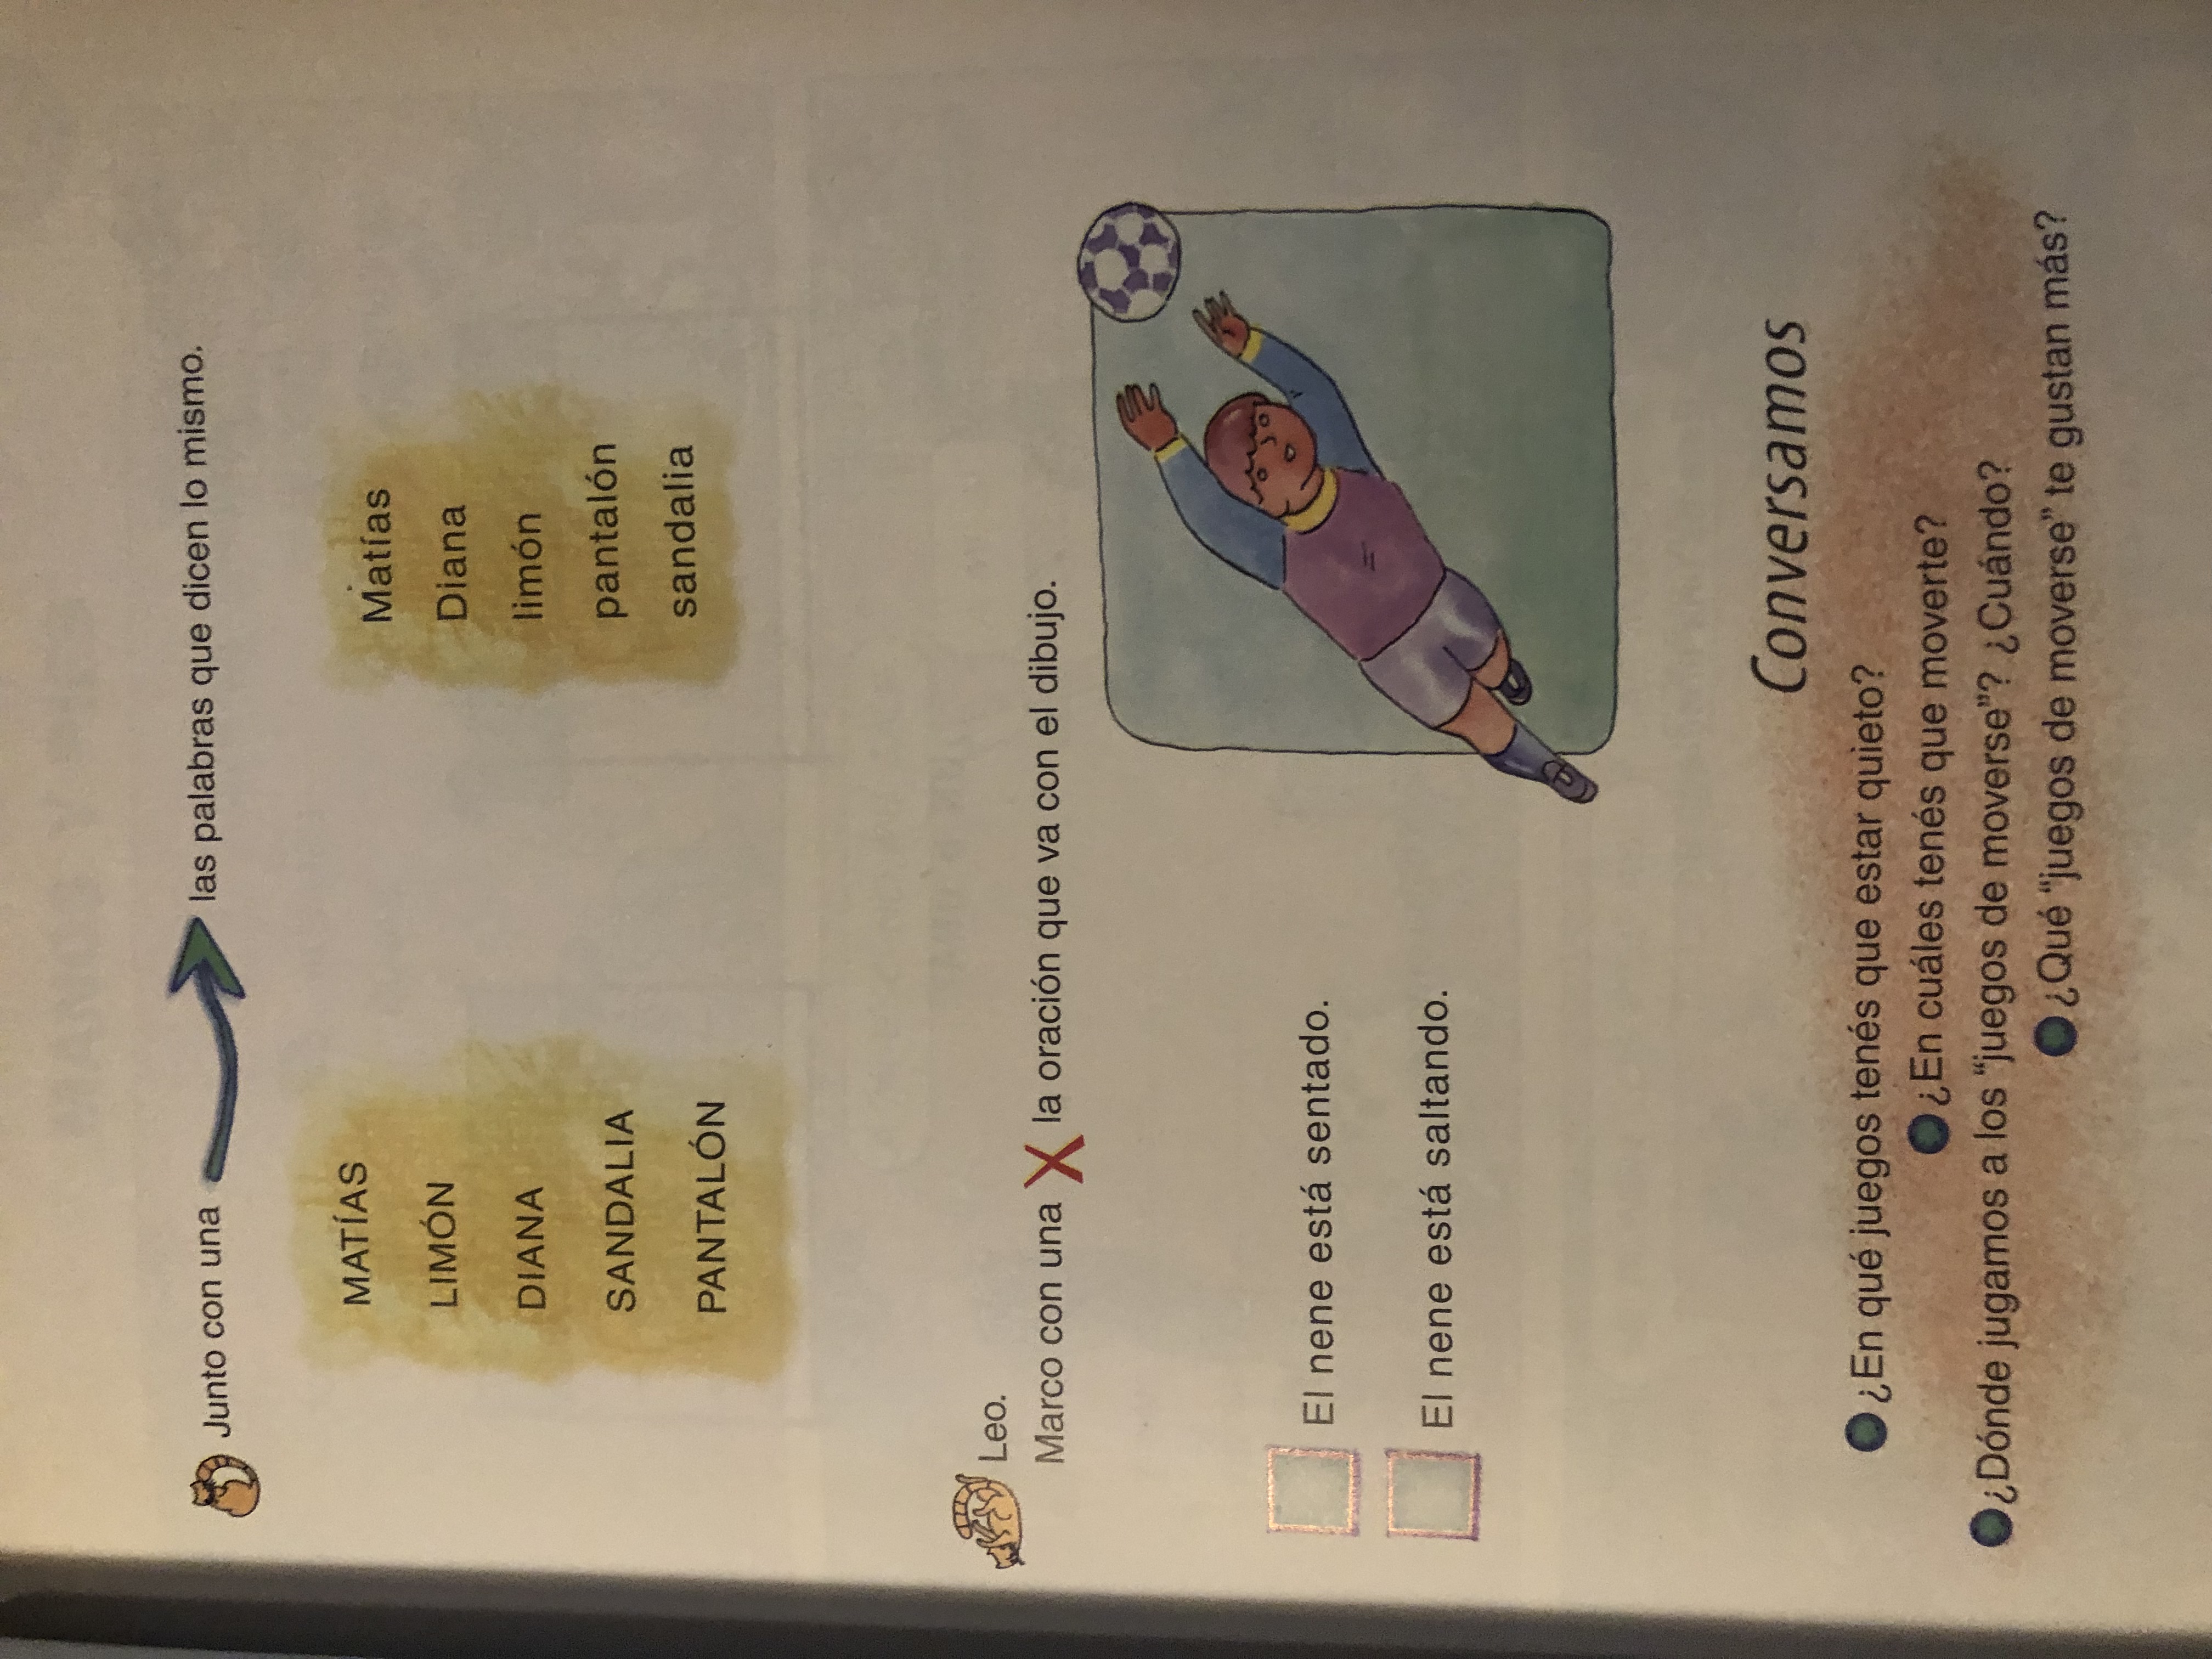 Junto con una las palabras que dicen lo mismo.
MATÍAS
LIMÓN
DIANA
SANDALIA
PANTALÓN
Matías
Diana
limón
pantalón
sandalia
Leo.
Marco con una X la oración que va con el dibujo.
El nene está sentado.
El nene está saltando.
Conversamos
¿En qué juegos tenés que estar quieto?
¿En cuáles tenés que moverte?
¿Dónde jugamos a los “juegos de moverse”? ¿Cuándo?
¿Qué “juegos de moverse” te gustan más?